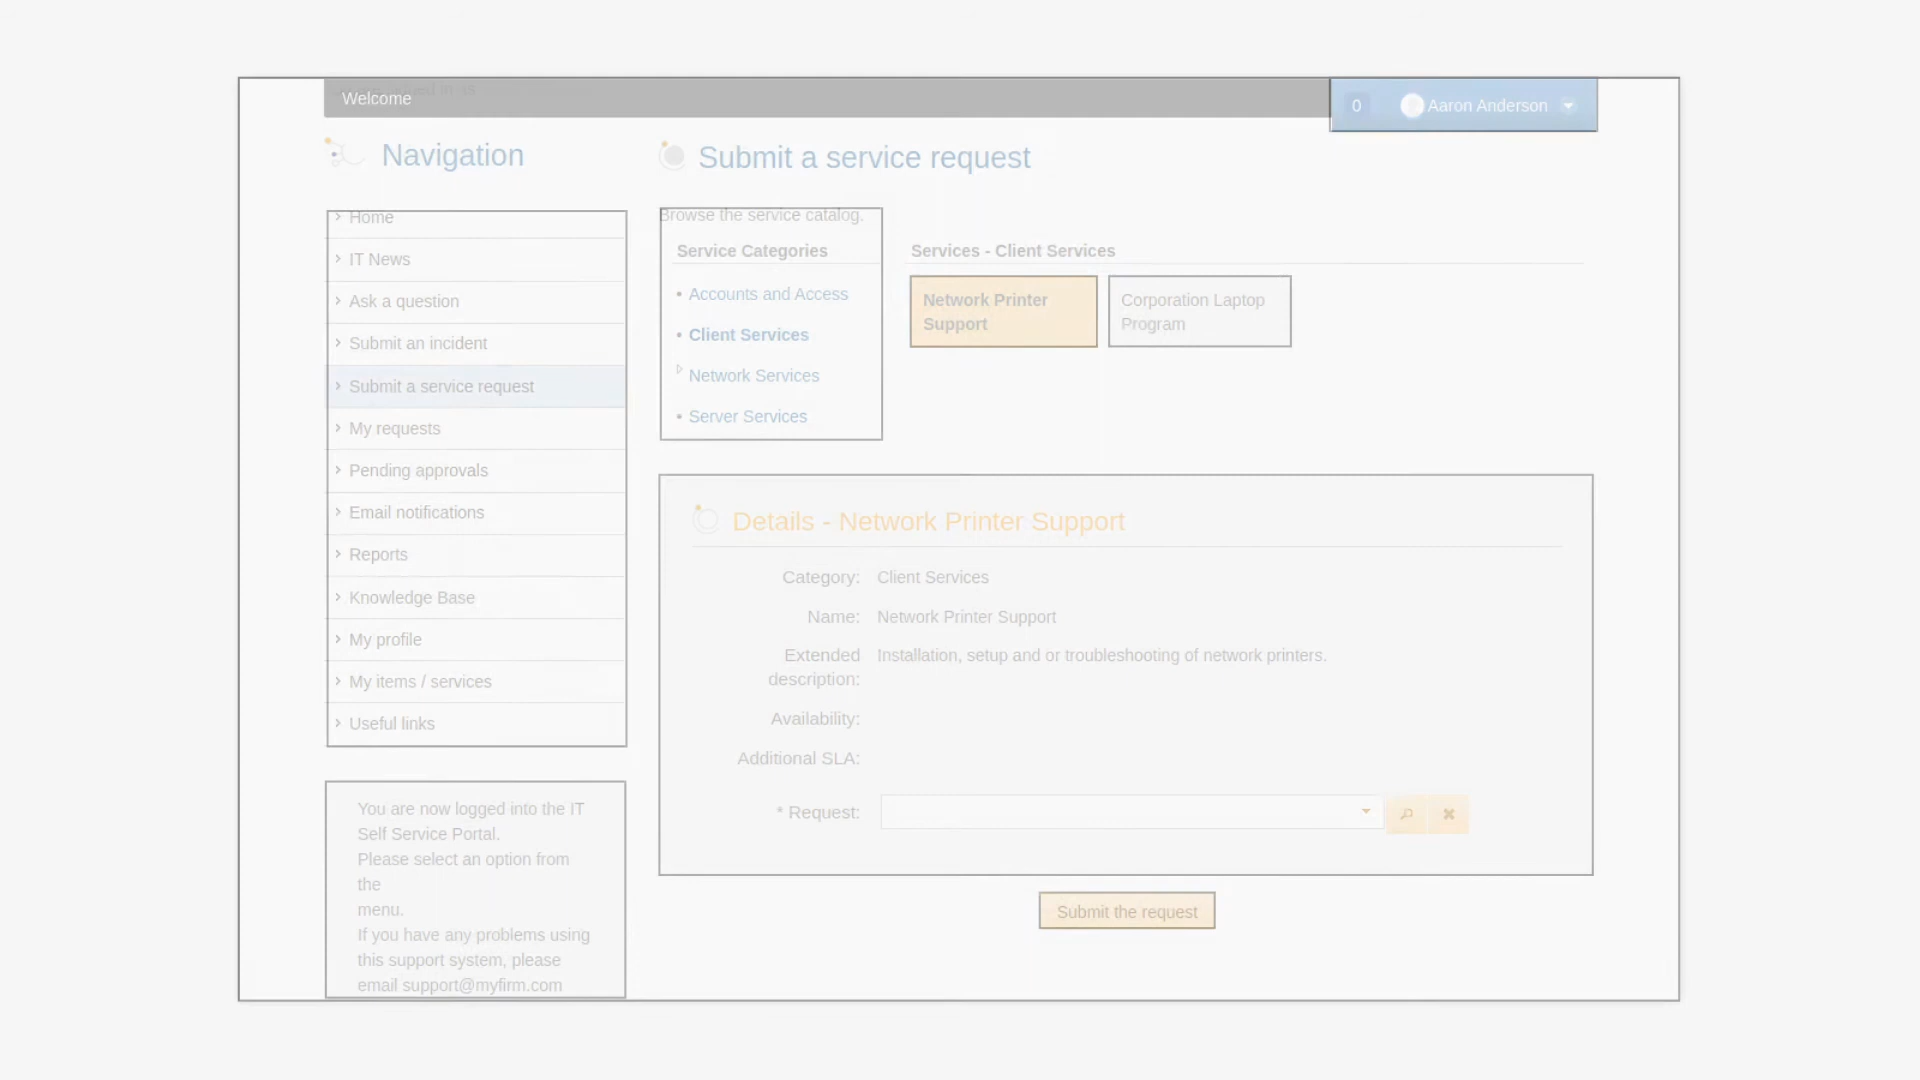 Welcome
0 Aaron Anderson
Navigation
Home
IT News
Ask a question
Submit an incident
Submit a service request
My requests
Pending approvals
Email notifications
Reports
Knowledge Base
My profile
My items / services
Useful links
You are now logged into the IT
Self Service Portal.
Please select an option from
the
menu.
If you have any problems using
this support system, please
email support@myfirm.com
Submit a service request
Browse the service catalog.
Service Categories
Accounts and Access
Client Services
Network Services
Server Services
Services - Client Services
Network Printer
Support
Corporation Laptop
Program
Details - Network Printer Support
Category: Client Services
Name: Network Printer Support
Extended
description: Installation, setup and or troubleshooting of network printers.
Availability:
Additional SLA:
* Request:
Submit the request